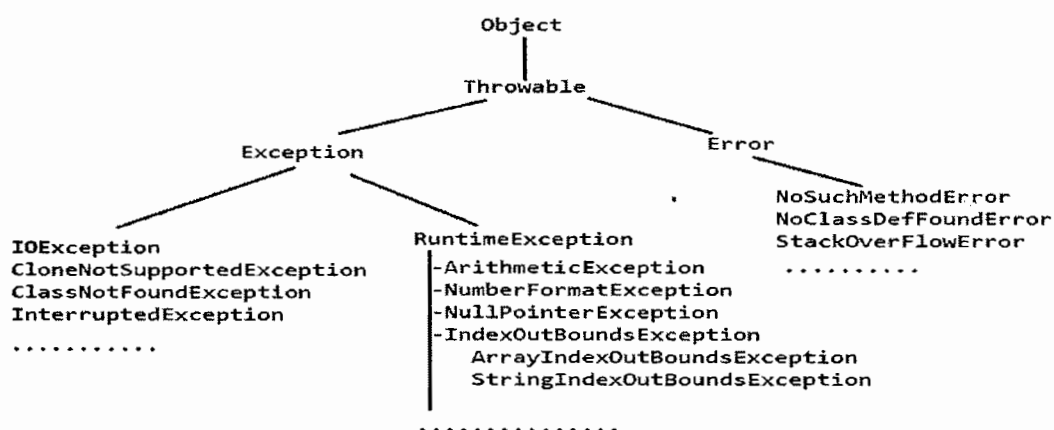 Object
Throwable
Exception
Error
IOException
CloneNotSupportedException
ClassNotFoundException
InterruptedException
...........
RuntimeException
-ArithmeticException
-NumberFormatException
-NullPointerException
-IndexOutBoundsException
ArrayIndexOutBoundsException
StringIndexOutBoundsException
...............
NoSuchMethodError
NoClassDefFoundError
StackOverFlowError
..........